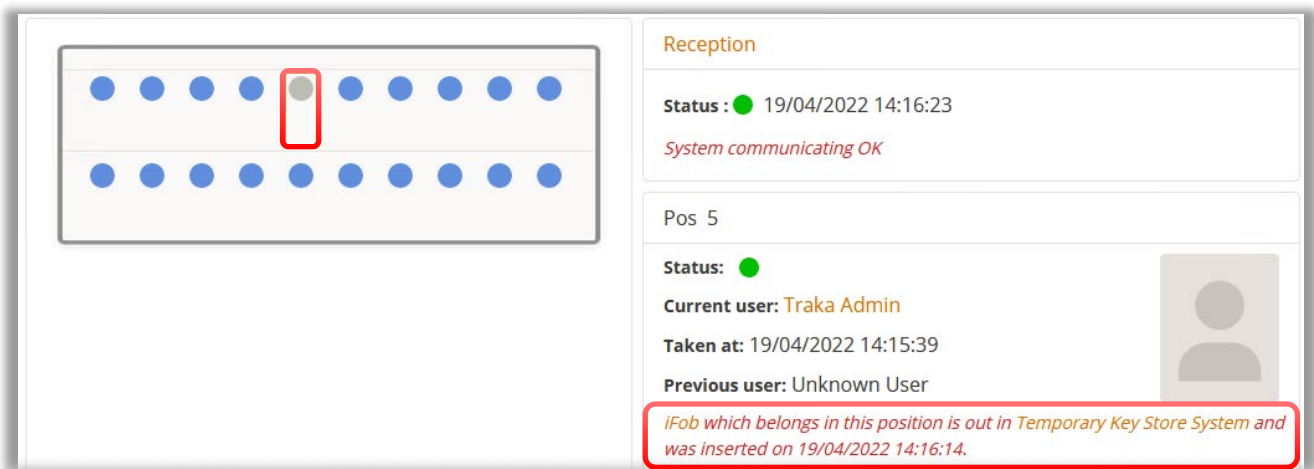 Reception
Status : 19/04/2022 14:16:23
System communicating OK
Pos 5
Status:
Current user: Traka Admin
Taken at: 19/04/2022 14:15:39
Previous user: Unknown User
iFob which belongs in this position is out in Temporary Key Store System and
was inserted on 19/04/2022 14:16:14.